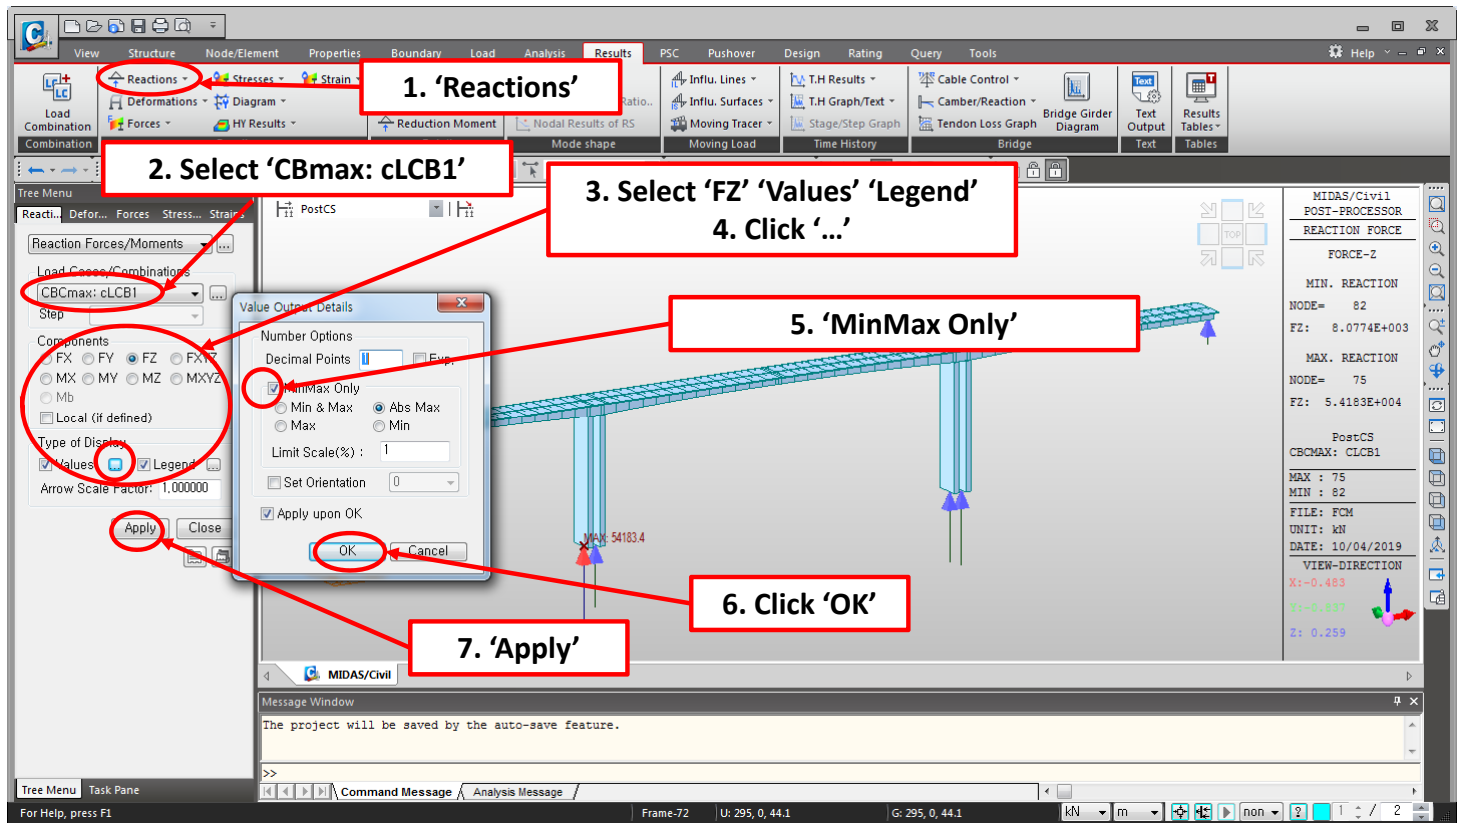 View Structure Node/Element Properties Boundary Load Analysis Results PSC Pushover Design Rating Query Tools Help
Load Combination
Combination
Reactions
Deformations
Forces
Stresses
Diagram
HY Results
Strain
Reduction Moment
Ratio..
Nodal Results of RS
Mode shape
Influ. Lines
Influ. Surfaces
Moving Tracer
Moving Load
T.H Results
T.H Graph/Text
Stage/Step Graph
Time History
Cable Control
Camber/Reaction
Tendon Loss Graph
Bridge Girder Diagram
Bridge
Text
Text Output
Text
Results Tables
Tables
1. ‘Reactions’
2. Select ‘CBmax: cLCB1’
3. Select ‘FZ’ ‘Values’ ‘Legend’
4. Click ‘…’
5. ‘MinMax Only’
6. Click ‘OK’
7. ‘Apply’
Tree Menu
Reacti... Defor... Forces Stress... Strains
Reaction Forces/Moments ...
Load Cases/Combinations
CBCmax: cLCB1 ...
Step
Components
FX FY FZ FXYZ
MX MY MZ MXYZ
Mb
Local (if defined)
Type of Display
Values ... Legend ...
Arrow Scale Factor: 1.000000
Apply Close
Tree Menu Task Pane
For Help, press F1
PostCS
Value Output Details
Number Options
Decimal Points 1 Exp.
MinMax Only
Min & Max Abs Max
Max Min
Limit Scale(%) : 1
Set Orientation 0
Apply upon OK
OK Cancel
MAX: 54183.4
TOP
MIDAS/Civil
POST-PROCESSOR
REACTION FORCE
FORCE-Z
MIN. REACTION
NODE= 82
FZ: 8.0774E+003
MAX. REACTION
NODE= 75
FZ: 5.4183E+004
PostCS
CBCMAX: CLCB1
MAX : 75
MIN : 82
FILE: FCM
UNIT: kN
DATE: 10/04/2019
VIEW-DIRECTION
X:-0.483
Z: 0.259
MIDAS/Civil
Message Window
The project will be saved by the auto-save feature.
>>
Command Message Analysis Message
Frame-72 U: 295, 0, 44.1 G: 295, 0, 44.1 kN m non ? 1 / 2